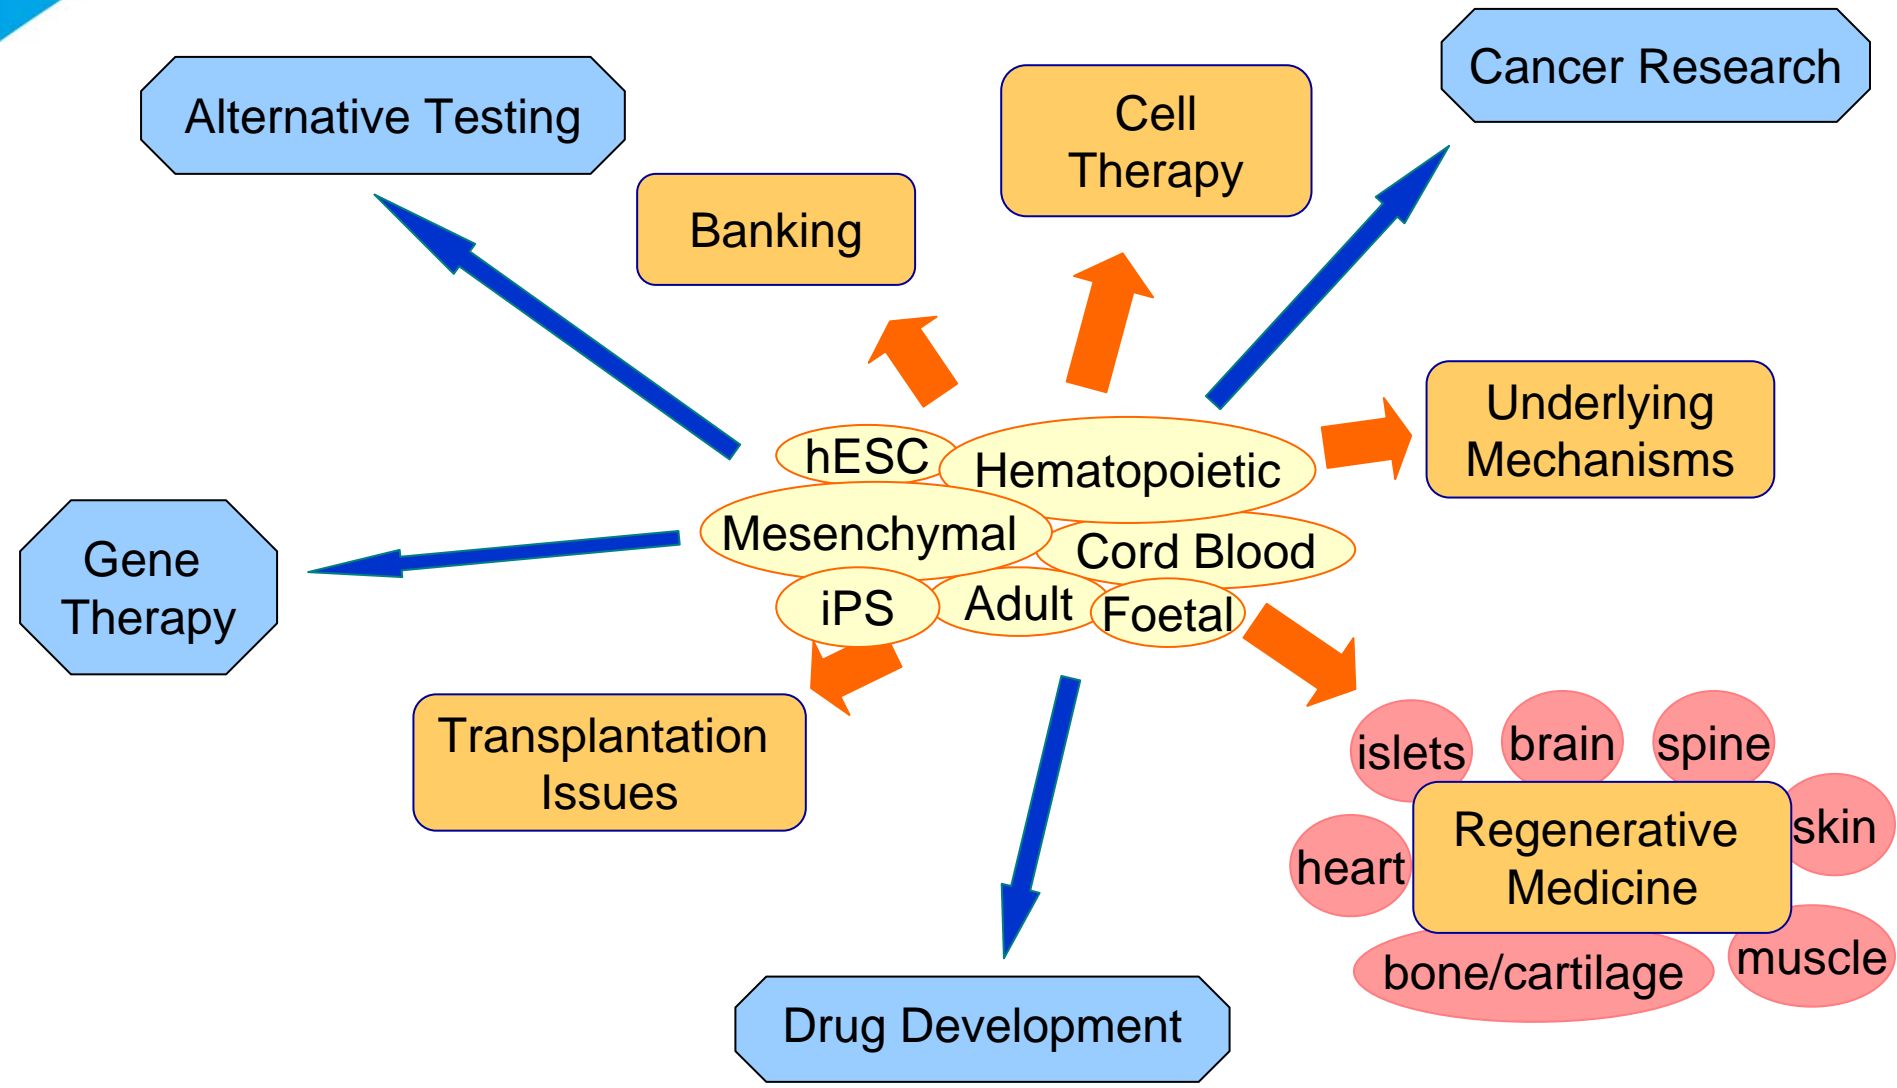 Cancer Research
Alternative Testing
Cell
Therapy
Banking
Underlying
Mechanisms
hESC
Hematopoietic
Mesenchymal
Cord Blood
iPS
Adult
Foetal
Gene
Therapy
Transplantation
Issues
islets
brain
spine
skin
heart
Regenerative
Medicine
bone/cartilage
muscle
Drug Development